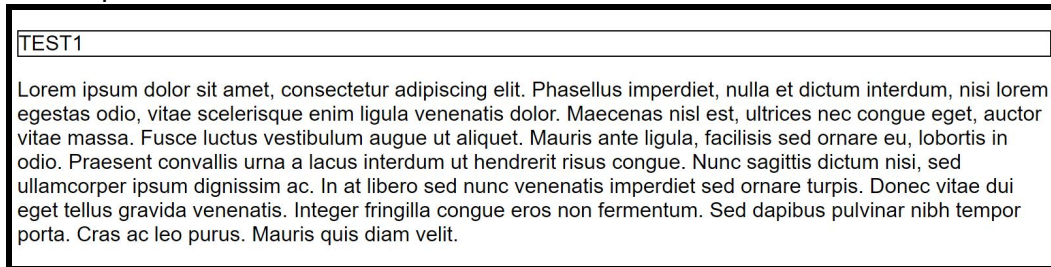 TEST1
Lorem ipsum dolor sit amet, consectetur adipiscing elit. Phasellus imperdiet, nulla et dictum interdum, nisi lorem
egestas odio, vitae scelerisque enim ligula venenatis dolor. Maecenas nisl est, ultrices nec congue eget, auctor
vitae massa. Fusce luctus vestibulum augue ut aliquet. Mauris ante ligula, facilisis sed ornare eu, lobortis in
odio. Praesent convallis urna a lacus interdum ut hendrerit risus congue. Nunc sagittis dictum nisi, sed
ullamcorper ipsum dignissim ac. In at libero sed nunc venenatis imperdiet sed ornare turpis. Donec vitae dui
eget tellus gravida venenatis. Integer fringilla congue eros non fermentum. Sed dapibus pulvinar nibh tempor
porta. Cras ac leo purus. Mauris quis diam velit.